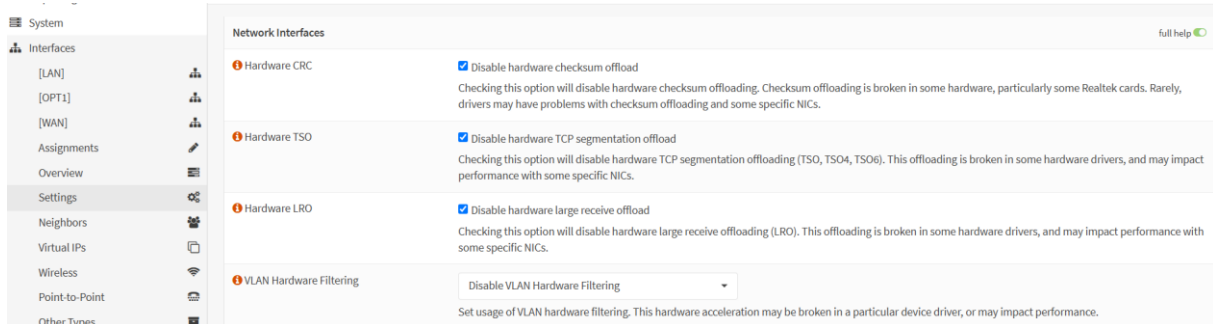 System
Interfaces
[LAN]
[OPT1]
[WAN]
Assignments
Overview
Settings
Neighbors
Virtual IPs
Wireless
Point-to-Point
Other Types
Network Interfaces
full help
Hardware CRC
Disable hardware checksum offload
Checking this option will disable hardware checksum offloading. Checksum offloading is broken in some hardware, particularly some Realtek cards. Rarely,
drivers may have problems with checksum offloading and some specific NICs.
Hardware TSO
Disable hardware TCP segmentation offload
Checking this option will disable hardware TCP segmentation offloading (TSO, TSO4, TSO6). This offloading is broken in some hardware drivers, and may impact
performance with some specific NICs.
Hardware LRO
Disable hardware large receive offload
Checking this option will disable hardware large receive offloading (LRO). This offloading is broken in some hardware drivers, and may impact performance with
some specific NICs.
VLAN Hardware Filtering
Disable VLAN Hardware Filtering
Set usage of VLAN hardware filtering. This hardware acceleration may be broken in a particular device driver, or may impact performance.